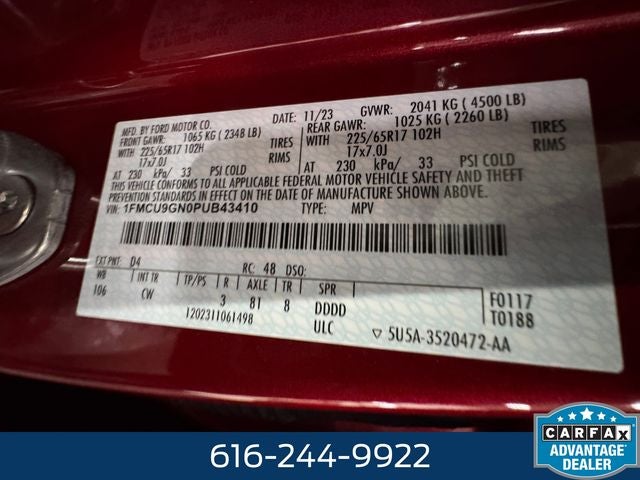 MFD. BY FORD MOTOR CO.
DATE: 11/23 GVWR: 2041 KG ( 4500 LB)
FRONT GAWR: 1065 KG ( 2348 LB)
REAR GAWR: 1025 KG ( 2260 LB)
WITH 225/65R17 102H TIRES
WITH 225/65R17 102H TIRES
17x7.0J RIMS
17x7.0J RIMS
AT 230 kPa/ 33 PSI COLD
AT 230 kPa/ 33 PSI COLD
THIS VEHICLE CONFORMS TO ALL APPLICABLE FEDERAL MOTOR VEHICLE SAFETY AND THEFT
PREVENTION STANDARDS IN EFFECT ON THE DATE OF MANUFACTURE SHOWN ABOVE.
VIN: 1FMCU9GN0PUB43410 TYPE: MPV
EXT PNT: D4 RC: 48 DSO:
WB INT TR TP/PS R AXLE TR SPR
106 CW 3 81 8 DDDD F0117
1202311061498 ULC T0188
5U5A-3520472-AA
616-244-9922
CARFAX
ADVANTAGE
DEALER